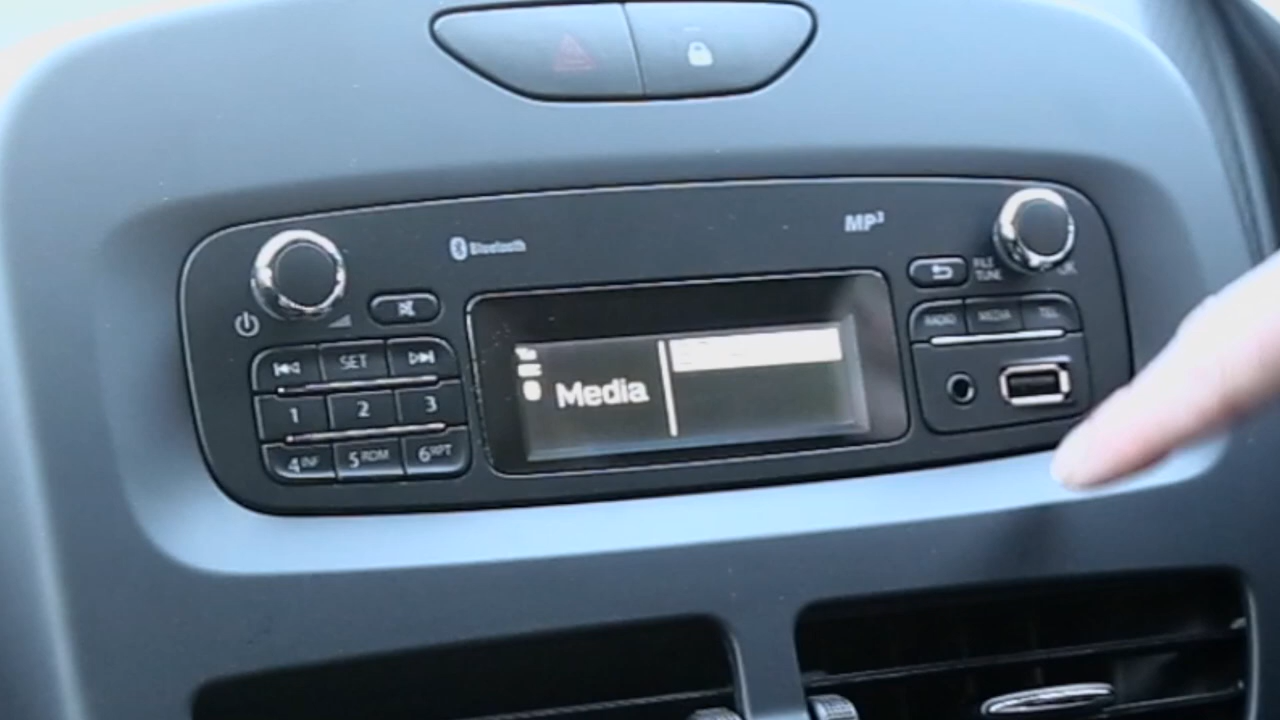 MP3
Bluetooth
FILE
TUNE
OK
RADIO MEDIA TEL
SET
Media
1 2 3
4INF 5RDM 6RPT